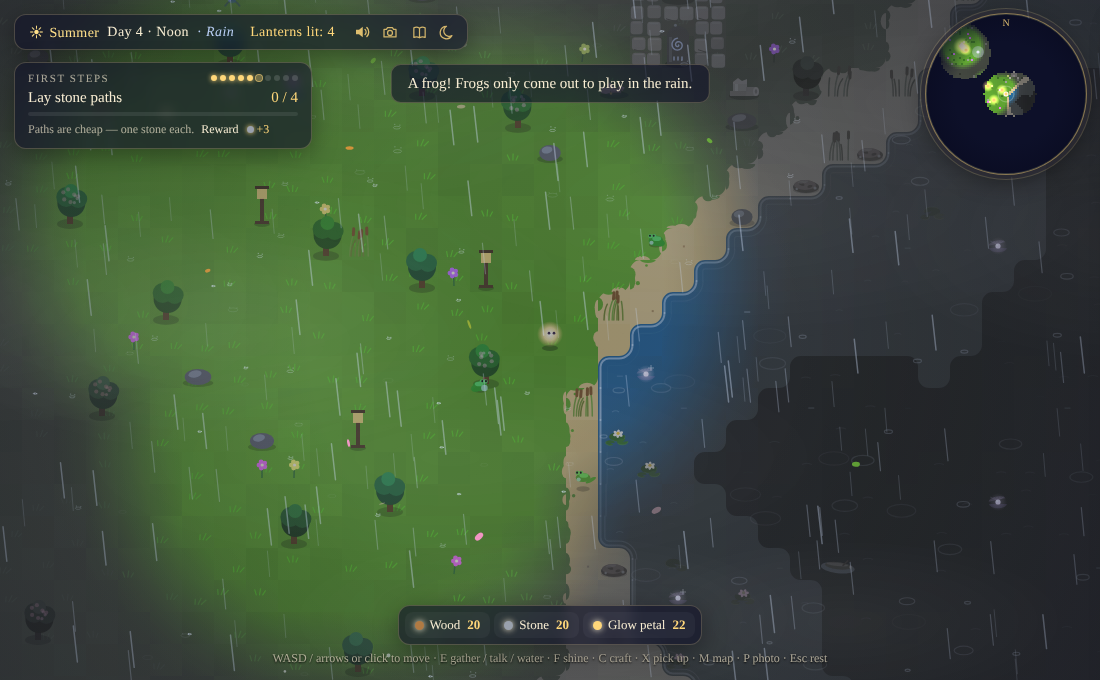 Summer Day 4 · Noon · Rain Lanterns lit: 4
N
FIRST STEPS
Lay stone paths 0 / 4
Paths are cheap — one stone each. Reward +3
A frog! Frogs only come out to play in the rain.
Wood 20 Stone 20 Glow petal 22
WASD / arrows or click to move · E gather / talk / water · F shine · C craft · X pick up · M map · P photo · Esc rest